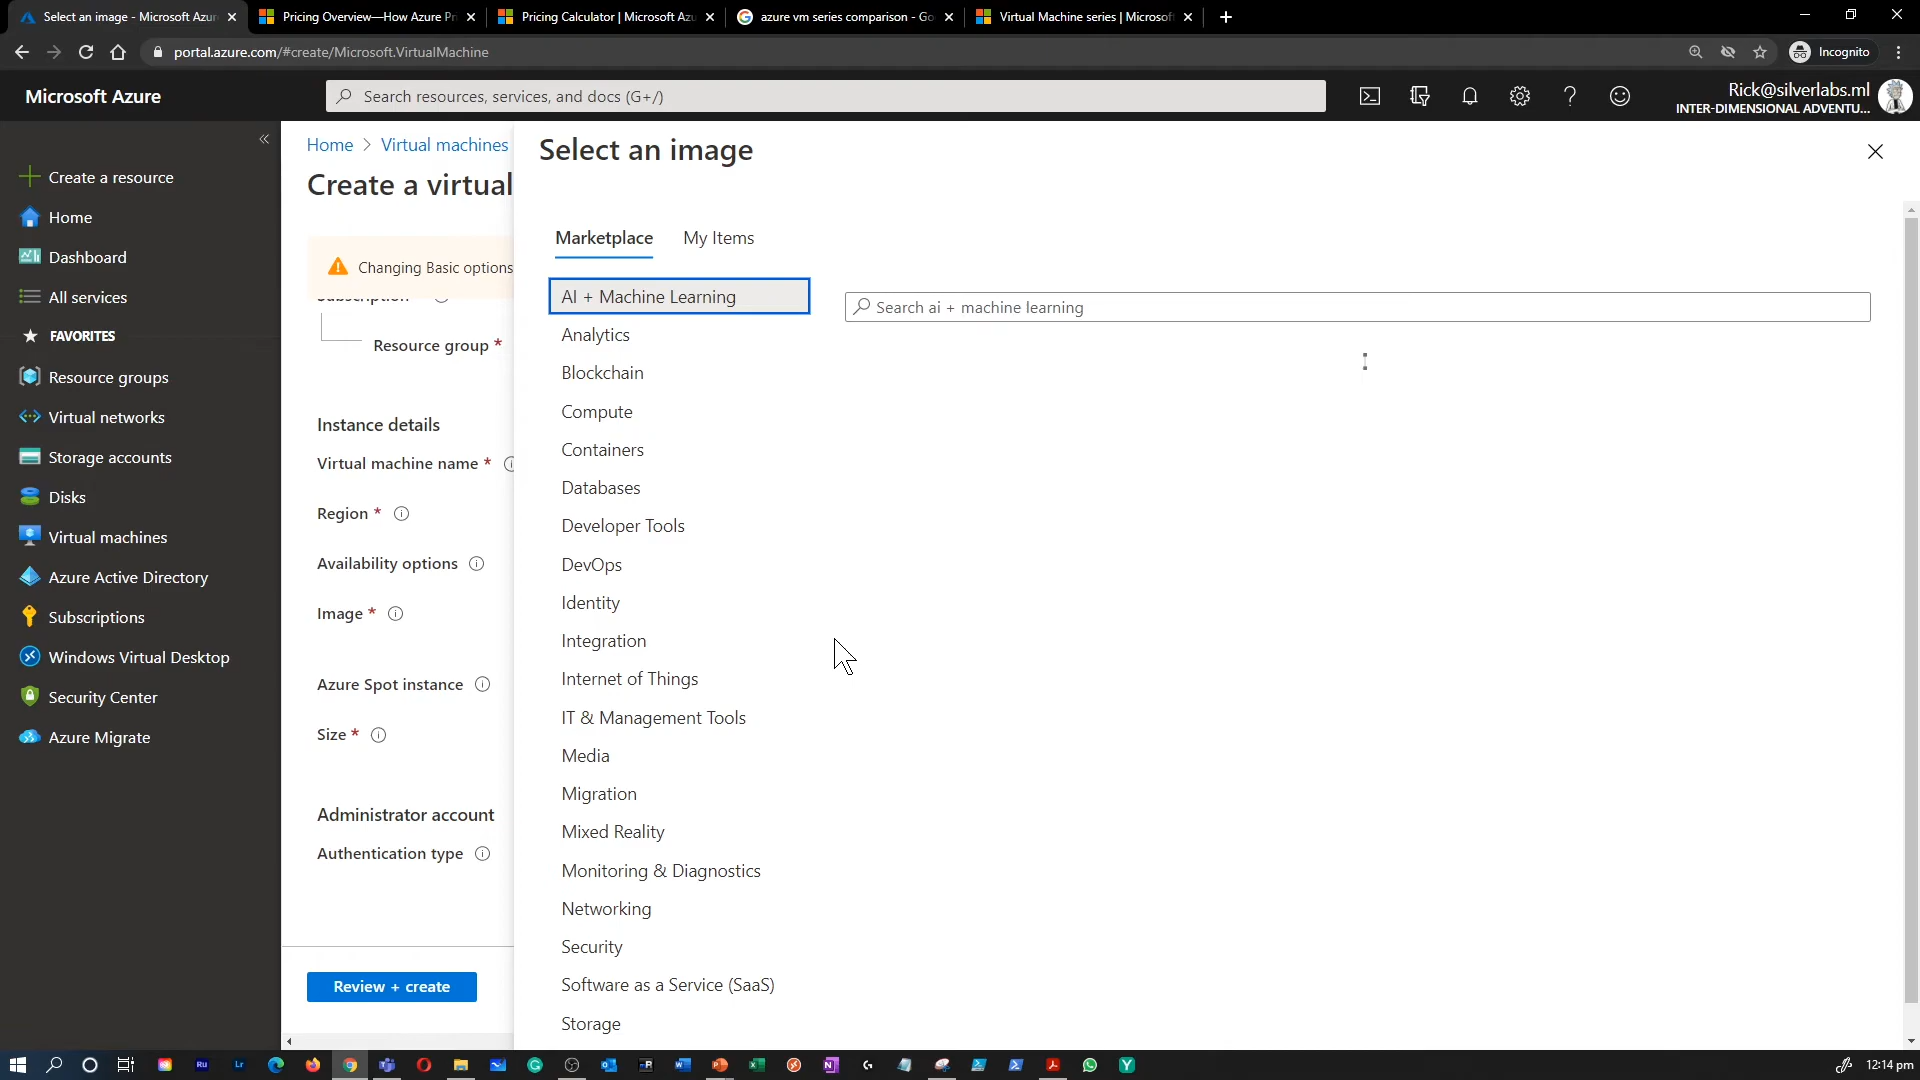 Select an image - Microsoft Azur
Pricing Overview—How Azure Pr
Pricing Calculator | Microsoft Azu
azure vm series comparison - Go
Virtual Machine series | Microsoft
portal.azure.com/#create/Microsoft.VirtualMachine
Incognito
Microsoft Azure
Search resources, services, and docs (G+/)
Rick@silverlabs.ml
INTER-DIMENSIONAL ADVENTU...
Create a resource
Home
Dashboard
All services
FAVORITES
Resource groups
Virtual networks
Storage accounts
Disks
Virtual machines
Azure Active Directory
Subscriptions
Windows Virtual Desktop
Security Center
Azure Migrate
Home > Virtual machines
Create a virtual
Changing Basic options
Subscription
Resource group *
Instance details
Virtual machine name *
Region *
Availability options
Image *
Azure Spot instance
Size *
Administrator account
Authentication type
Review + create
Select an image
Marketplace
My Items
AI + Machine Learning
Analytics
Blockchain
Compute
Containers
Databases
Developer Tools
DevOps
Identity
Integration
Internet of Things
IT & Management Tools
Media
Migration
Mixed Reality
Monitoring & Diagnostics
Networking
Security
Software as a Service (SaaS)
Storage
Search ai + machine learning
12:14 pm